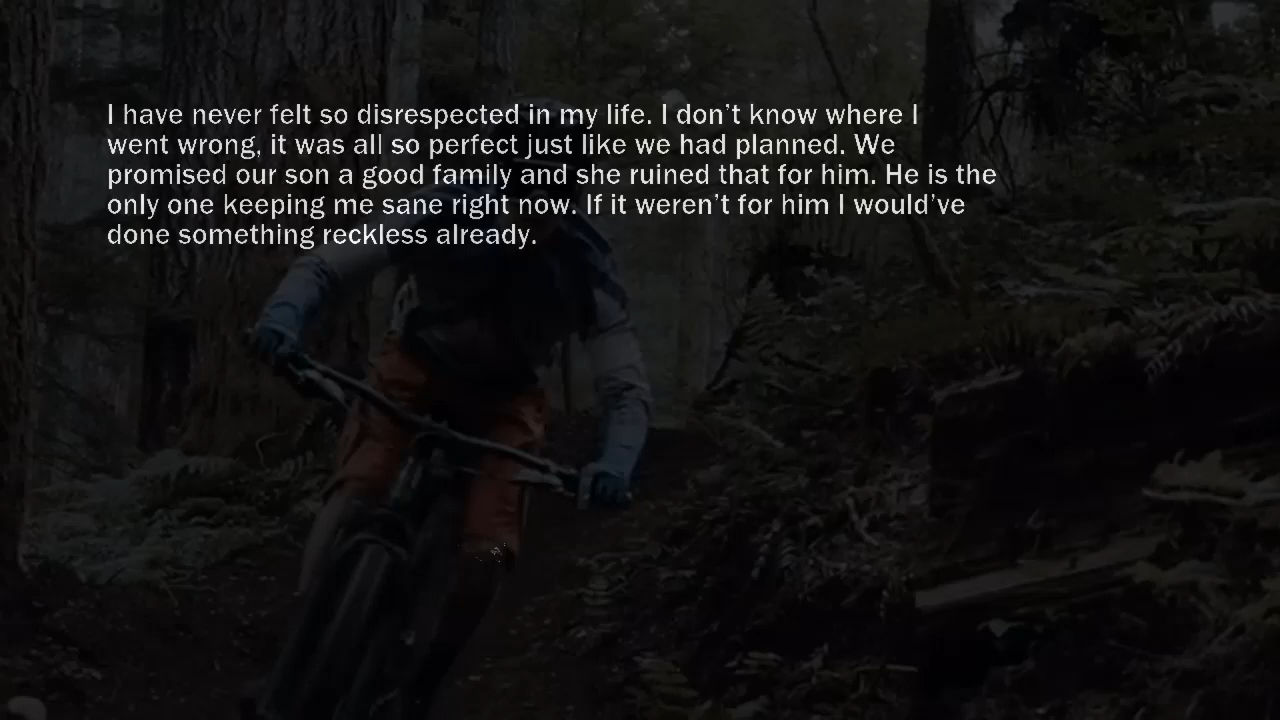 I have never felt so disrespected in my life. I don't know where I
went wrong, it was all so perfect just like we had planned. We
promised our son a good family and she ruined that for him. He is the
only one keeping me sane right now. If it weren't for him I would've
done something reckless already.